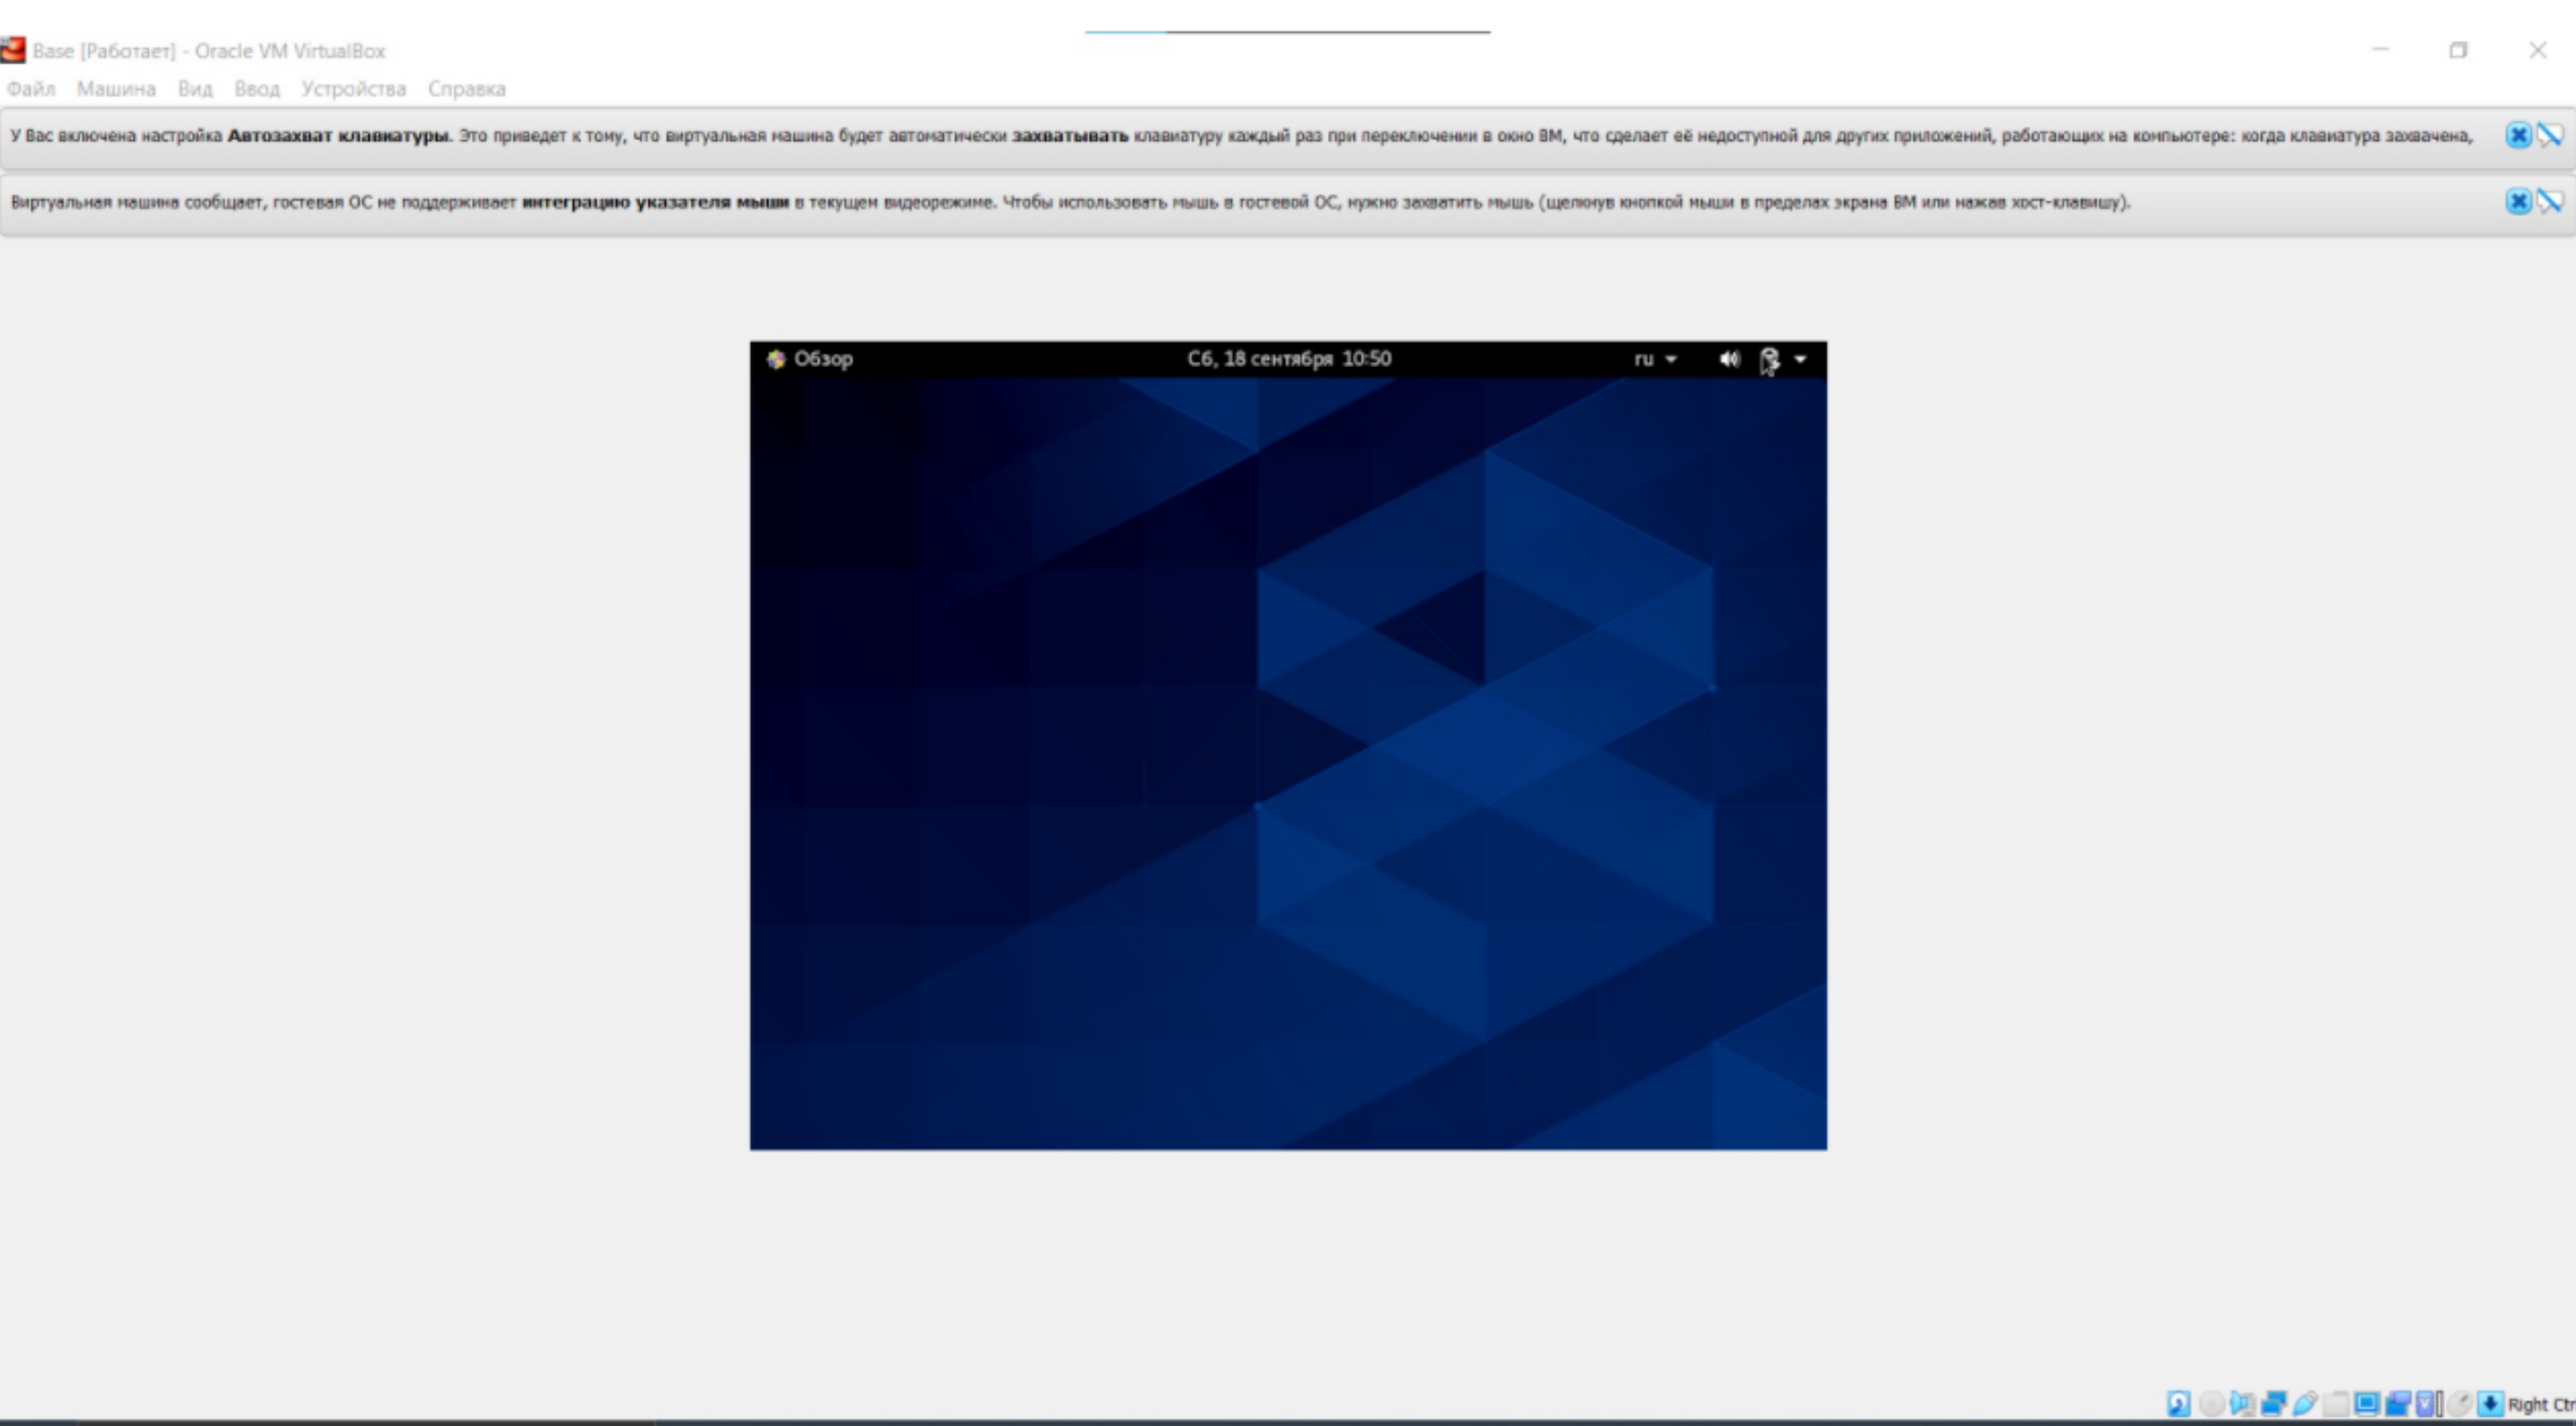 Base [Работает] - Oracle VM VirtualBox
Файл Машина Вид Ввод Устройства Справка
У Вас включена настройка Автозахват клавиатуры. Это приведет к тому, что виртуальная машина будет автоматически захватывать клавиатуру каждый раз при переключении в окно ВМ, что сделает её недоступной для других приложений, работающих на компьютере: когда клавиатура захвачена,
Виртуальная машина сообщает, гостевая ОС не поддерживает интеграцию указателя мыши в текущем видеорежиме. Чтобы использовать мышь в гостевой ОС, нужно захватить мышь (щелкнув кнопкой мыши в пределах экрана ВМ или нажав хост-клавишу).
Обзор Сб, 18 сентября 10:50 ru
Right Ctr